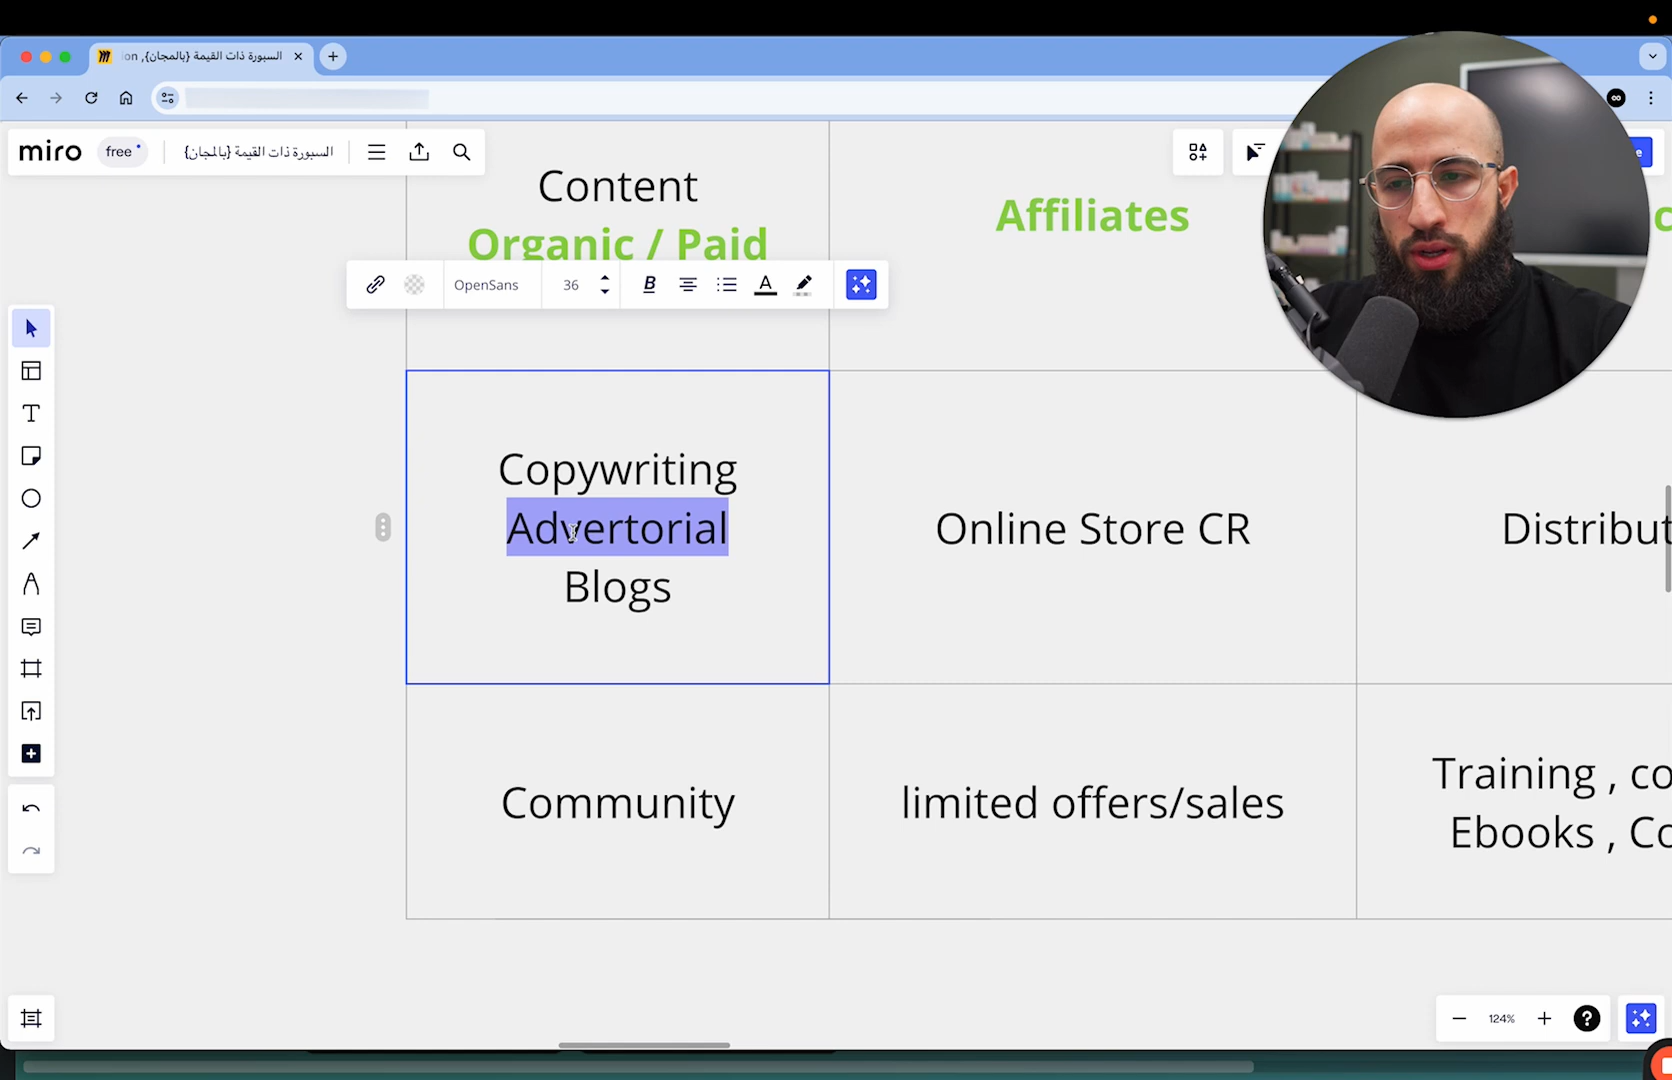 السبورة ذات القيمة {بالمجان}, ion
miro
free
السبورة ذات القيمة {بالمجان}
Content
Organic / Paid
Affiliates
OpenSans
36
B
A
Copywriting
Advertorial
Blogs
Online Store CR
Distribut
Community
limited offers/sales
Training , co
Ebooks , Co
124%